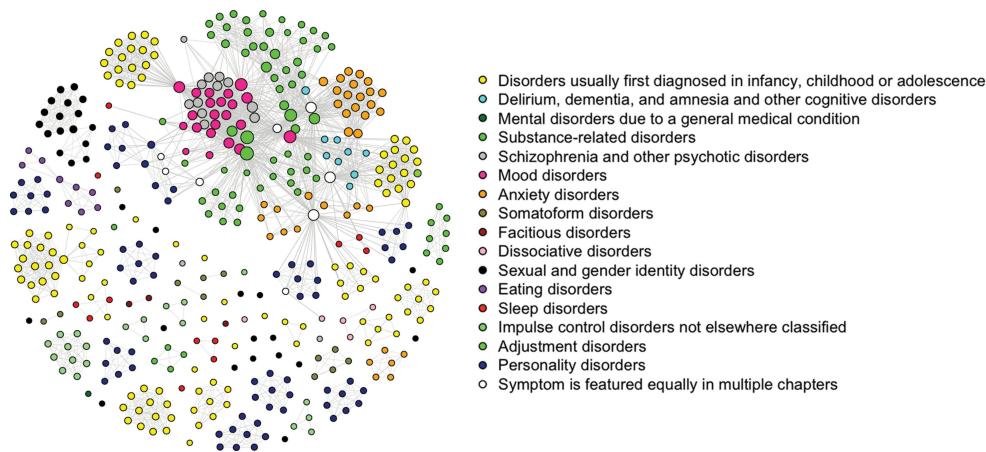 Disorders usually first diagnosed in infancy, childhood or adolescence
Delirium, dementia, and amnesia and other cognitive disorders
Mental disorders due to a general medical condition
Substance-related disorders
Schizophrenia and other psychotic disorders
Mood disorders
Anxiety disorders
Somatoform disorders
Facitious disorders
Dissociative disorders
Sexual and gender identity disorders
Eating disorders
Sleep disorders
Impulse control disorders not elsewhere classified
Adjustment disorders
Personality disorders
Symptom is featured equally in multiple chapters